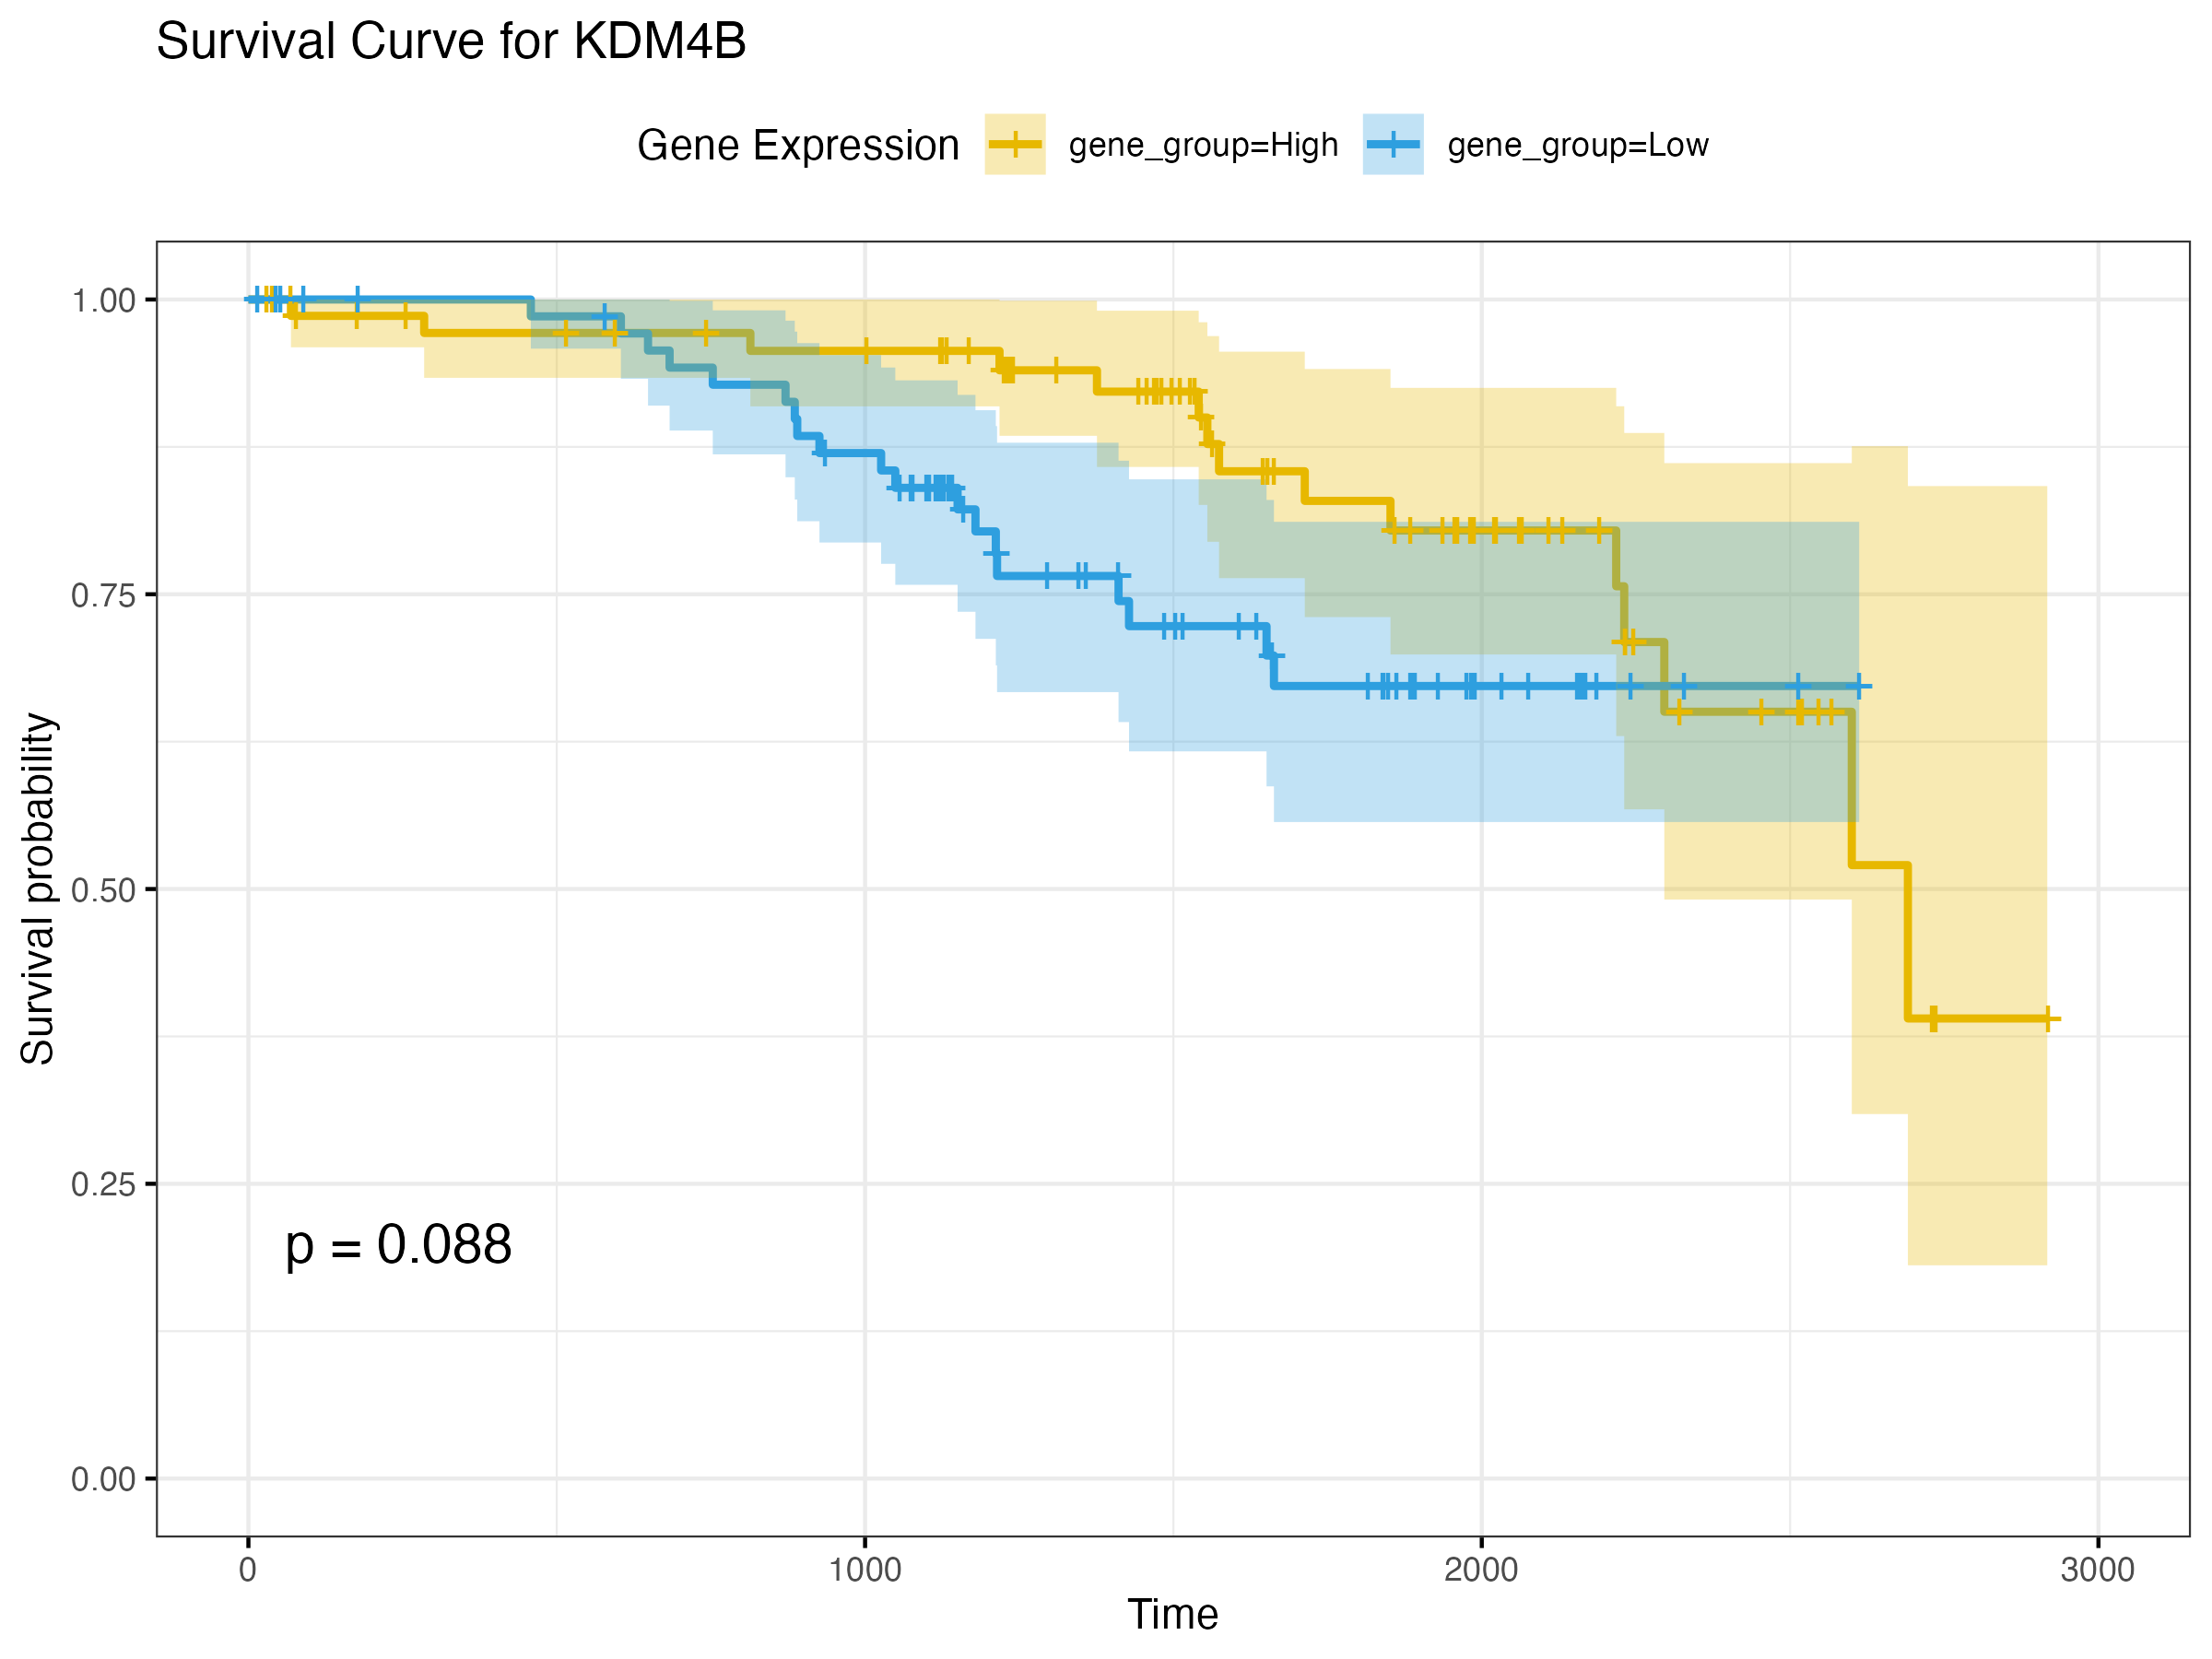 Survival Curve for KDM4B
Gene Expression gene_group=High gene_group=Low
Survival probability
1.00
0.75
0.50
0.25
0.00
p = 0.088
0 1000 2000 3000
Time